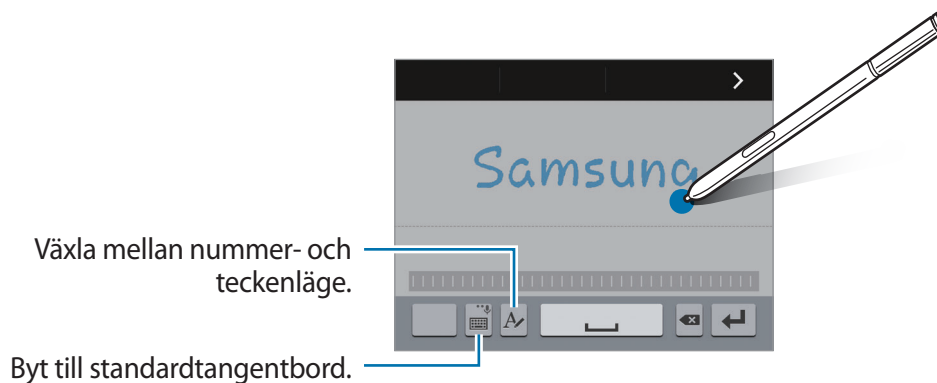 Samsung
Växla mellan nummer- och
teckenläge.
Byt till standardtangentbord.